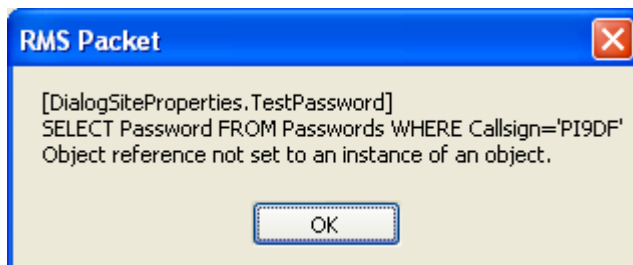 RMS Packet
[DialogSiteProperties.TestPassword]
SELECT Password FROM Passwords WHERE Callsign='PI9DF'
Object reference not set to an instance of an object.
OK